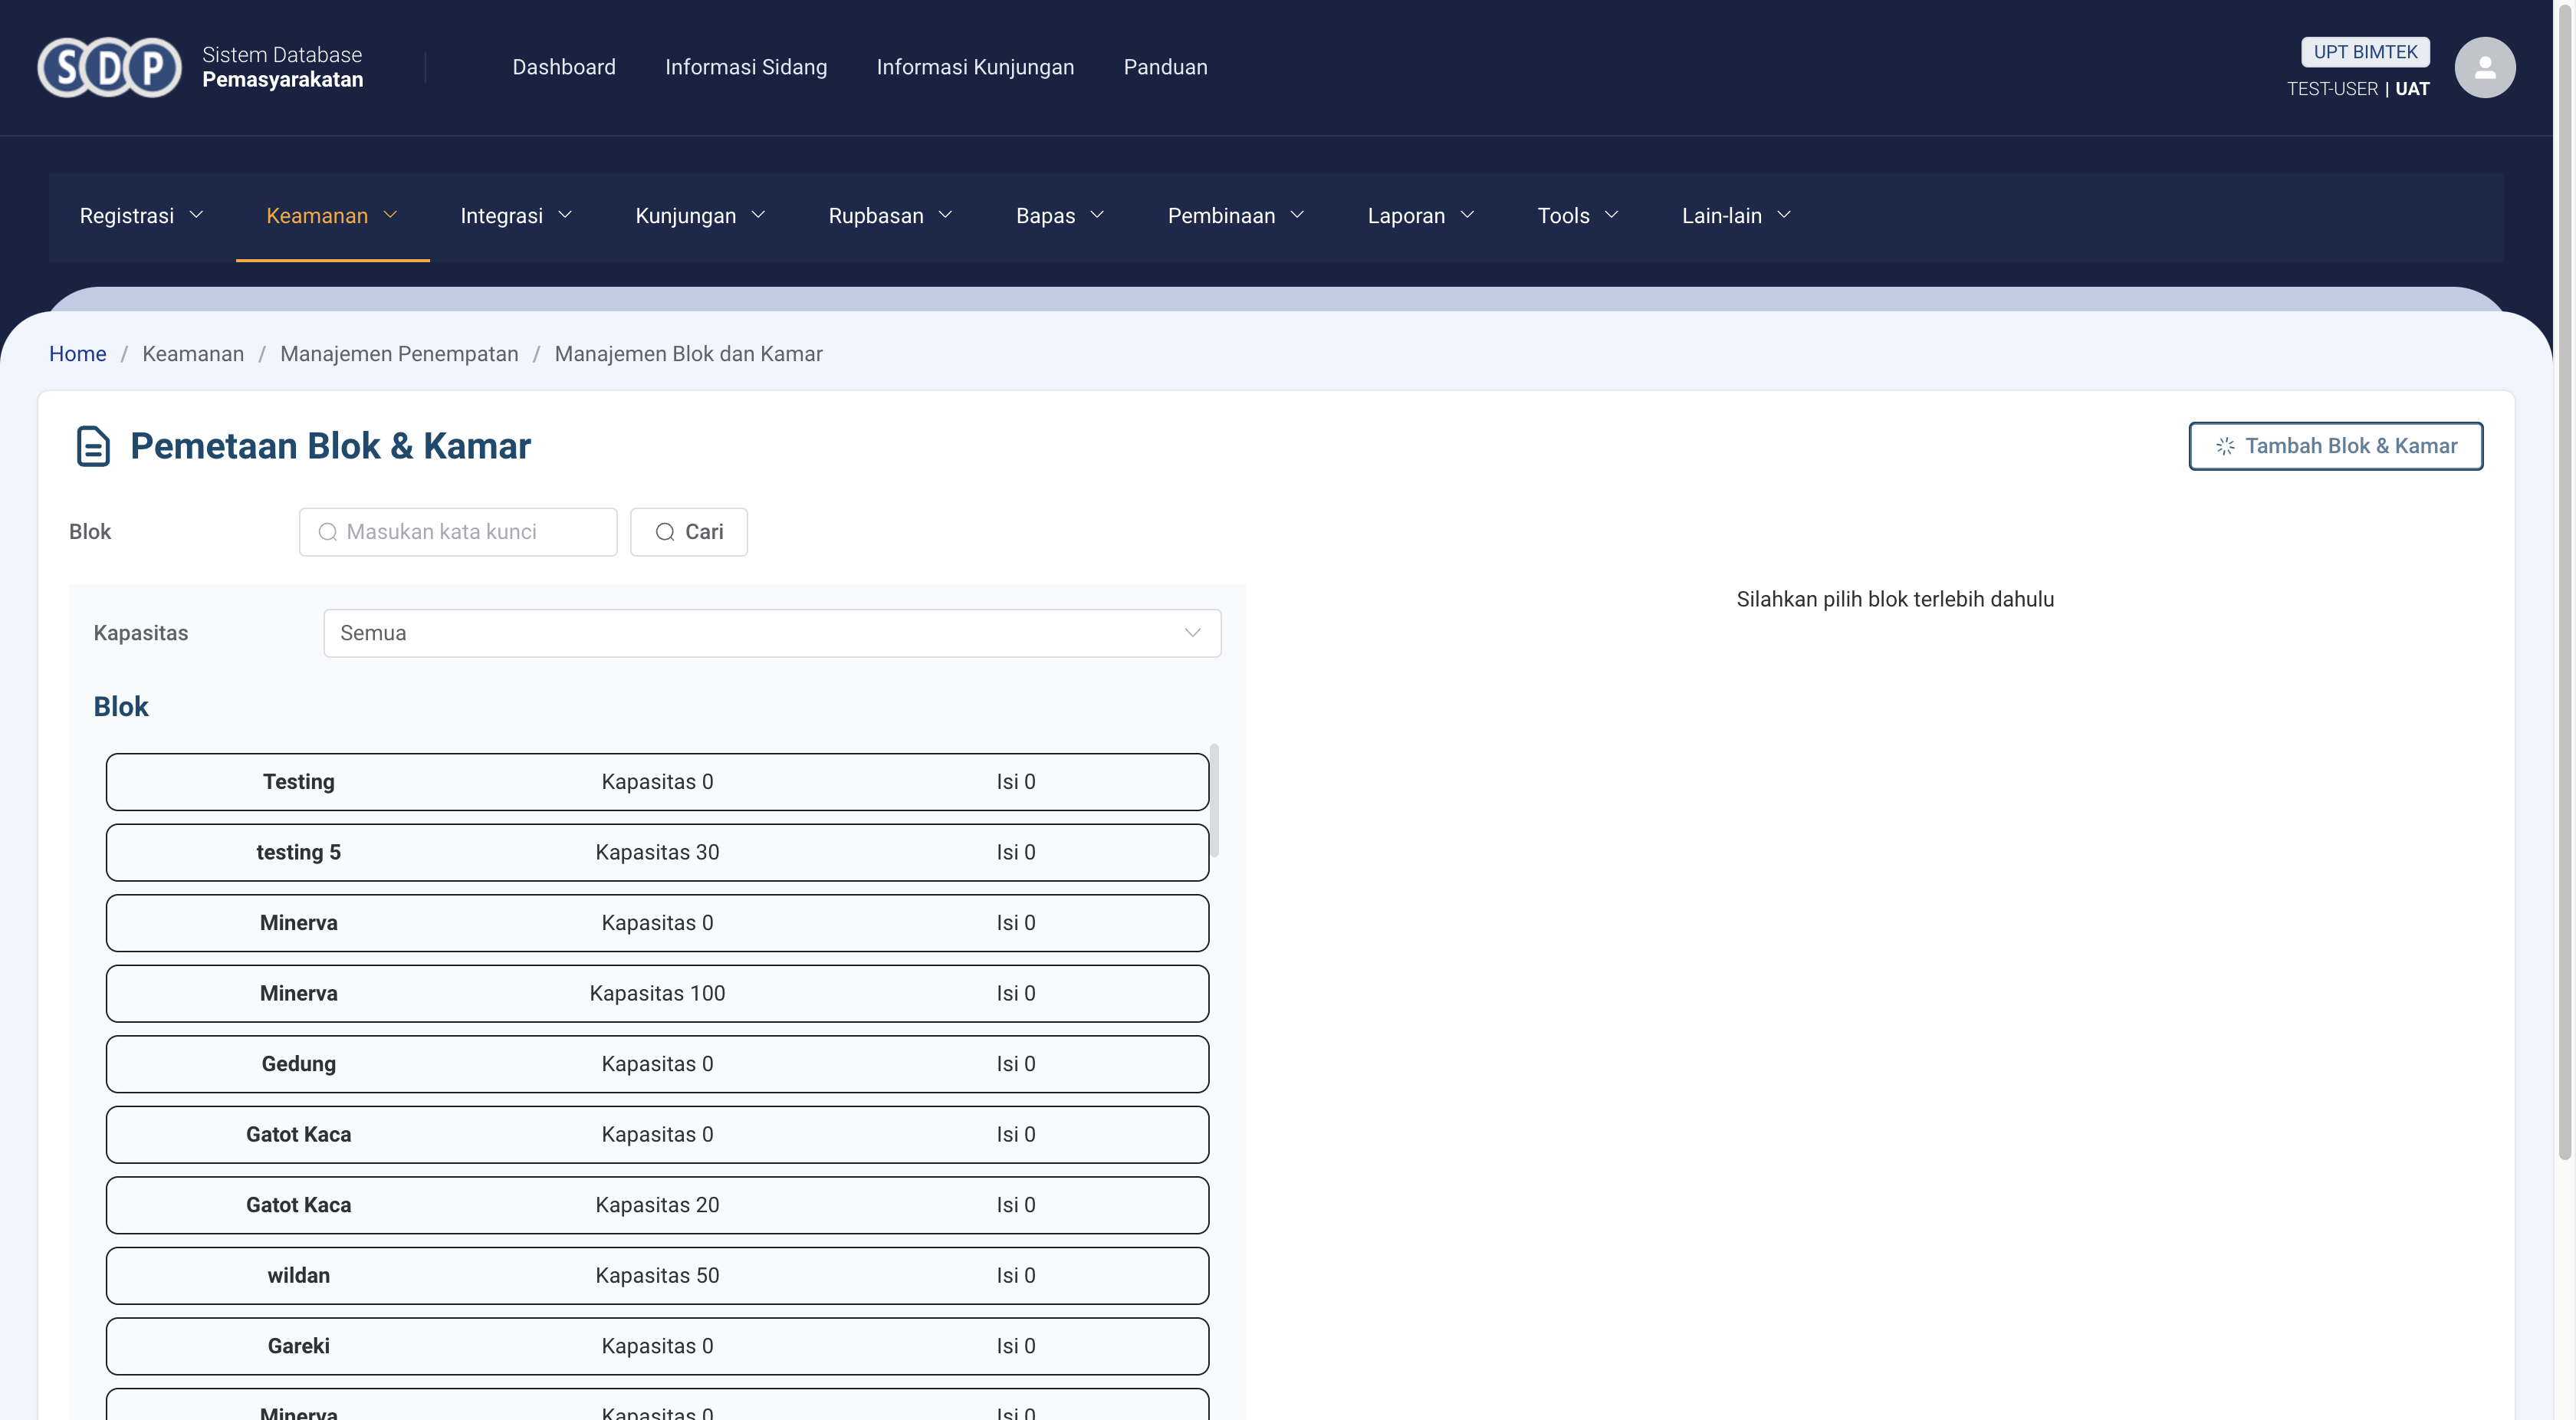 SDP
Sistem Database
Pemasyarakatan
Dashboard
Informasi Sidang
Informasi Kunjungan
Panduan
UPT BIMTEK
TEST-USER | UAT
Registrasi
Keamanan
Integrasi
Kunjungan
Rupbasan
Bapas
Pembinaan
Laporan
Tools
Lain-lain
Home / Keamanan / Manajemen Penempatan / Manajemen Blok dan Kamar
Pemetaan Blok & Kamar
Tambah Blok & Kamar
Blok
Masukan kata kunci
Cari
Silahkan pilih blok terlebih dahulu
Kapasitas
Semua
Blok
Testing Kapasitas 0 Isi 0
testing 5 Kapasitas 30 Isi 0
Minerva Kapasitas 0 Isi 0
Minerva Kapasitas 100 Isi 0
Gedung Kapasitas 0 Isi 0
Gatot Kaca Kapasitas 0 Isi 0
Gatot Kaca Kapasitas 20 Isi 0
wildan Kapasitas 50 Isi 0
Gareki Kapasitas 0 Isi 0
Minerva Kapasitas 0 Isi 0